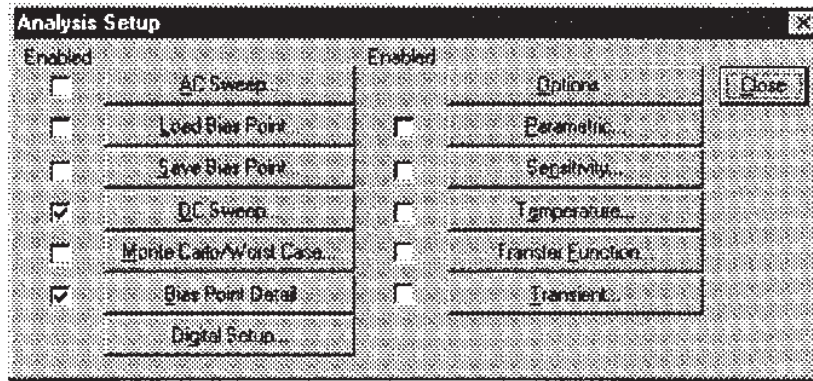 Analysis Setup
Enabled
AC Sweep...
Load Bias Point...
Save Bias Point...
DC Sweep...
Monte Carlo/Worst Case...
Bias Point Detail
Digital Setup...
Enabled
Options
Parametric...
Sensitivity...
Temperature...
Transfer Function...
Transient...
Close